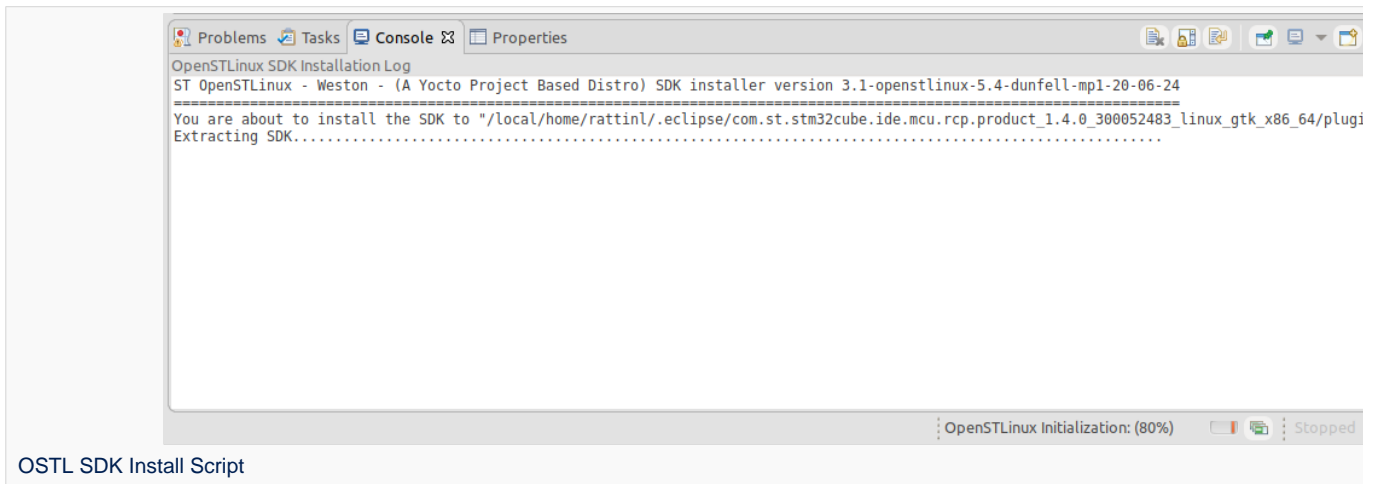 Problems Tasks Console Properties
OpenSTLinux SDK Installation Log
ST OpenSTLinux - Weston - (A Yocto Project Based Distro) SDK installer version 3.1-openstlinux-5.4-dunfell-mp1-20-06-24
=======================================================================================================================
You are about to install the SDK to "/local/home/rattinl/.eclipse/com.st.stm32cube.ide.mcu.rcp.product_1.4.0_300052483_linux_gtk_x86_64/plugi
Extracting SDK.......................................................................................................
OpenSTLinux Initialization: (80%) Stopped
OSTL SDK Install Script